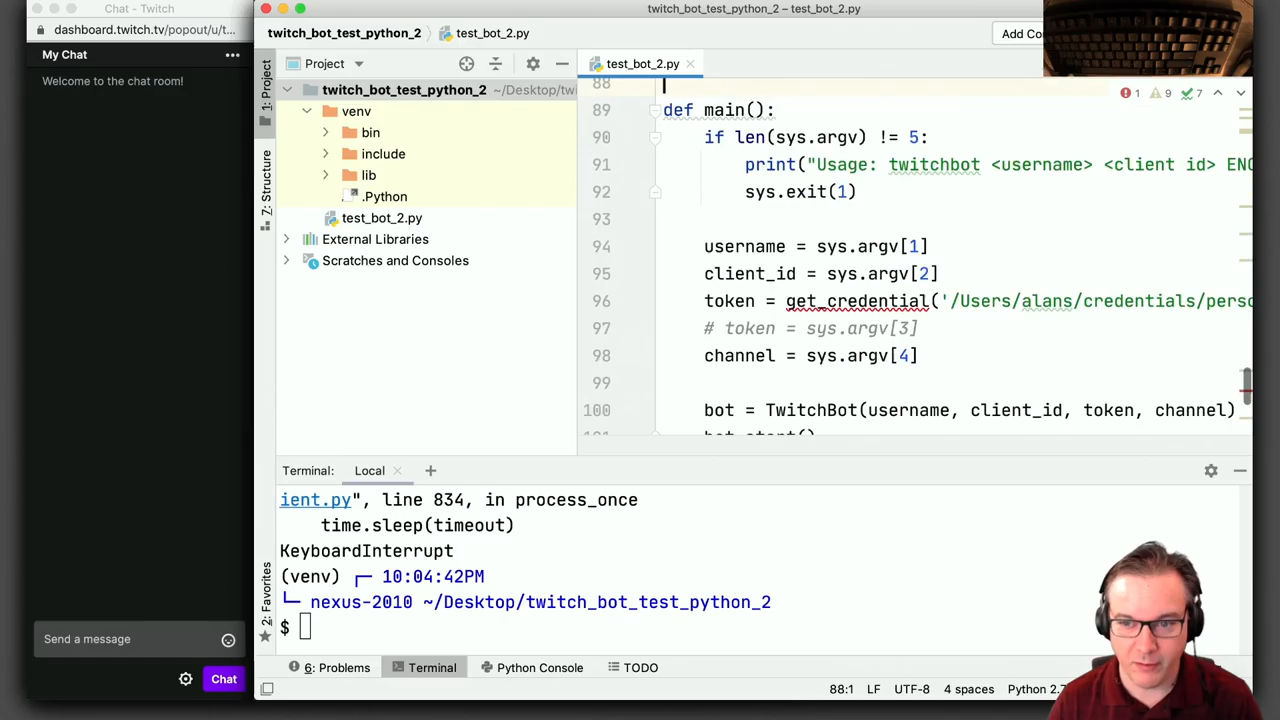 Chat - Twitch
dashboard.twitch.tv/popout/u/t...
My Chat
Welcome to the chat room!
Send a message
Chat
twitch_bot_test_python_2 – test_bot_2.py
twitch_bot_test_python_2
test_bot_2.py
Add Co
1: Project
Z: Structure
2: Favorites
Project
twitch_bot_test_python_2 ~/Desktop/twi
venv
bin
include
lib
.Python
test_bot_2.py
External Libraries
Scratches and Consoles
test_bot_2.py
1 9 7
88
89 def main():
90 if len(sys.argv) != 5:
91 print("Usage: twitchbot <username> <client id> EN
92 sys.exit(1)
93
94 username = sys.argv[1]
95 client_id = sys.argv[2]
96 token = get_credential('/Users/alans/credentials/perso
97 # token = sys.argv[3]
98 channel = sys.argv[4]
99
100 bot = TwitchBot(username, client_id, token, channel)
101 bot.start()
Terminal: Local
ient.py", line 834, in process_once
time.sleep(timeout)
KeyboardInterrupt
(venv) ┌─ 10:04:42PM
└─ nexus-2010 ~/Desktop/twitch_bot_test_python_2
$
6: Problems
Terminal
Python Console
TODO
88:1 LF UTF-8 4 spaces Python 2.7